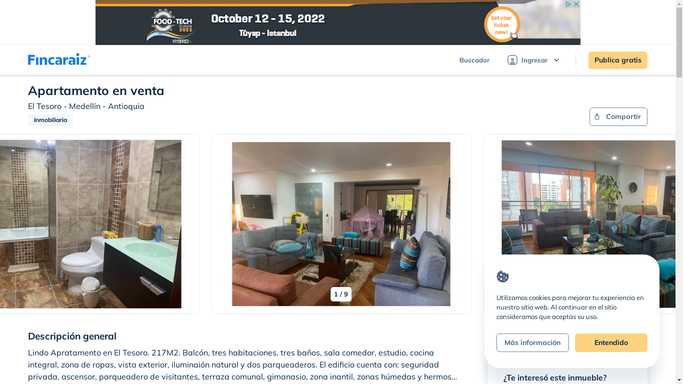 FOOD-TECH
October 12 - 15, 2022
Tüyap - Istanbul
Get your
ticket
now!
Fincaraiz
Buscador
Ingresar
Publica gratis
Apartamento en venta
El Tesoro - Medellín - Antioquia
Inmobiliaria
Compartir
1 / 9
Utilizamos cookies para mejorar tu experiencia en
nuestro sitio web. Al continuar en el sitio
consideramos que aceptas su uso.
Más información
Entendido
Descripción general
Lindo Apratamento en El Tesoro. 217M2. Balcón, tres habitaciones, tres baños, sala comedor, estudio, cocina
integral, zona de ropas, vista exterior, iluminaión natural y dos parqueaderos. El edificio cuenta con: seguridad
privada, ascensor, parqueadero de visitantes, terraza comunal, gimanasio, zona inantil, zonas húmedas y hermos...
¿Te interesó este inmueble?